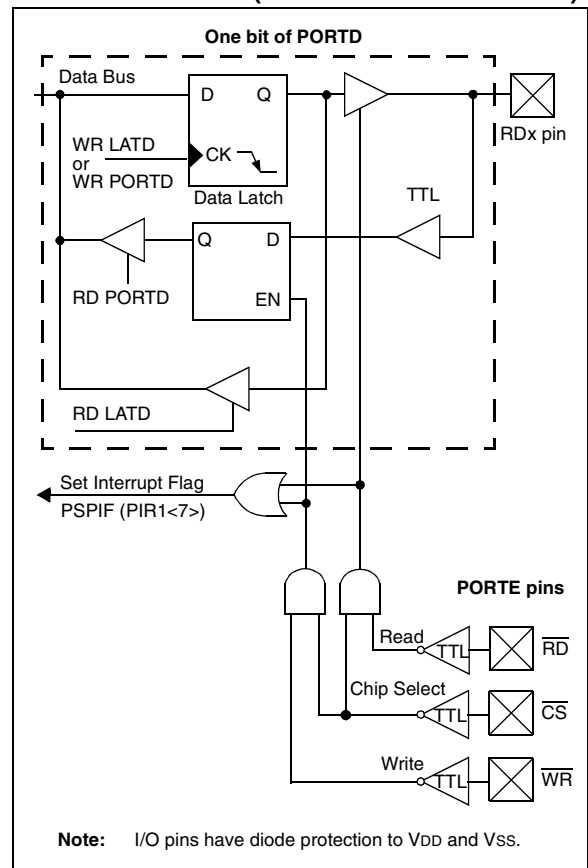 One bit of PORTD
Data Bus
D Q
RDx pin
WR LATD
or
WR PORTD
CK
Data Latch
TTL
Q D
EN
RD PORTD
RD LATD
Set Interrupt Flag
PSPIF (PIR1<7>)
PORTE pins
Read
TTL
RD
Chip Select
TTL
CS
Write
TTL
WR
Note: I/O pins have diode protection to VDD and VSS.